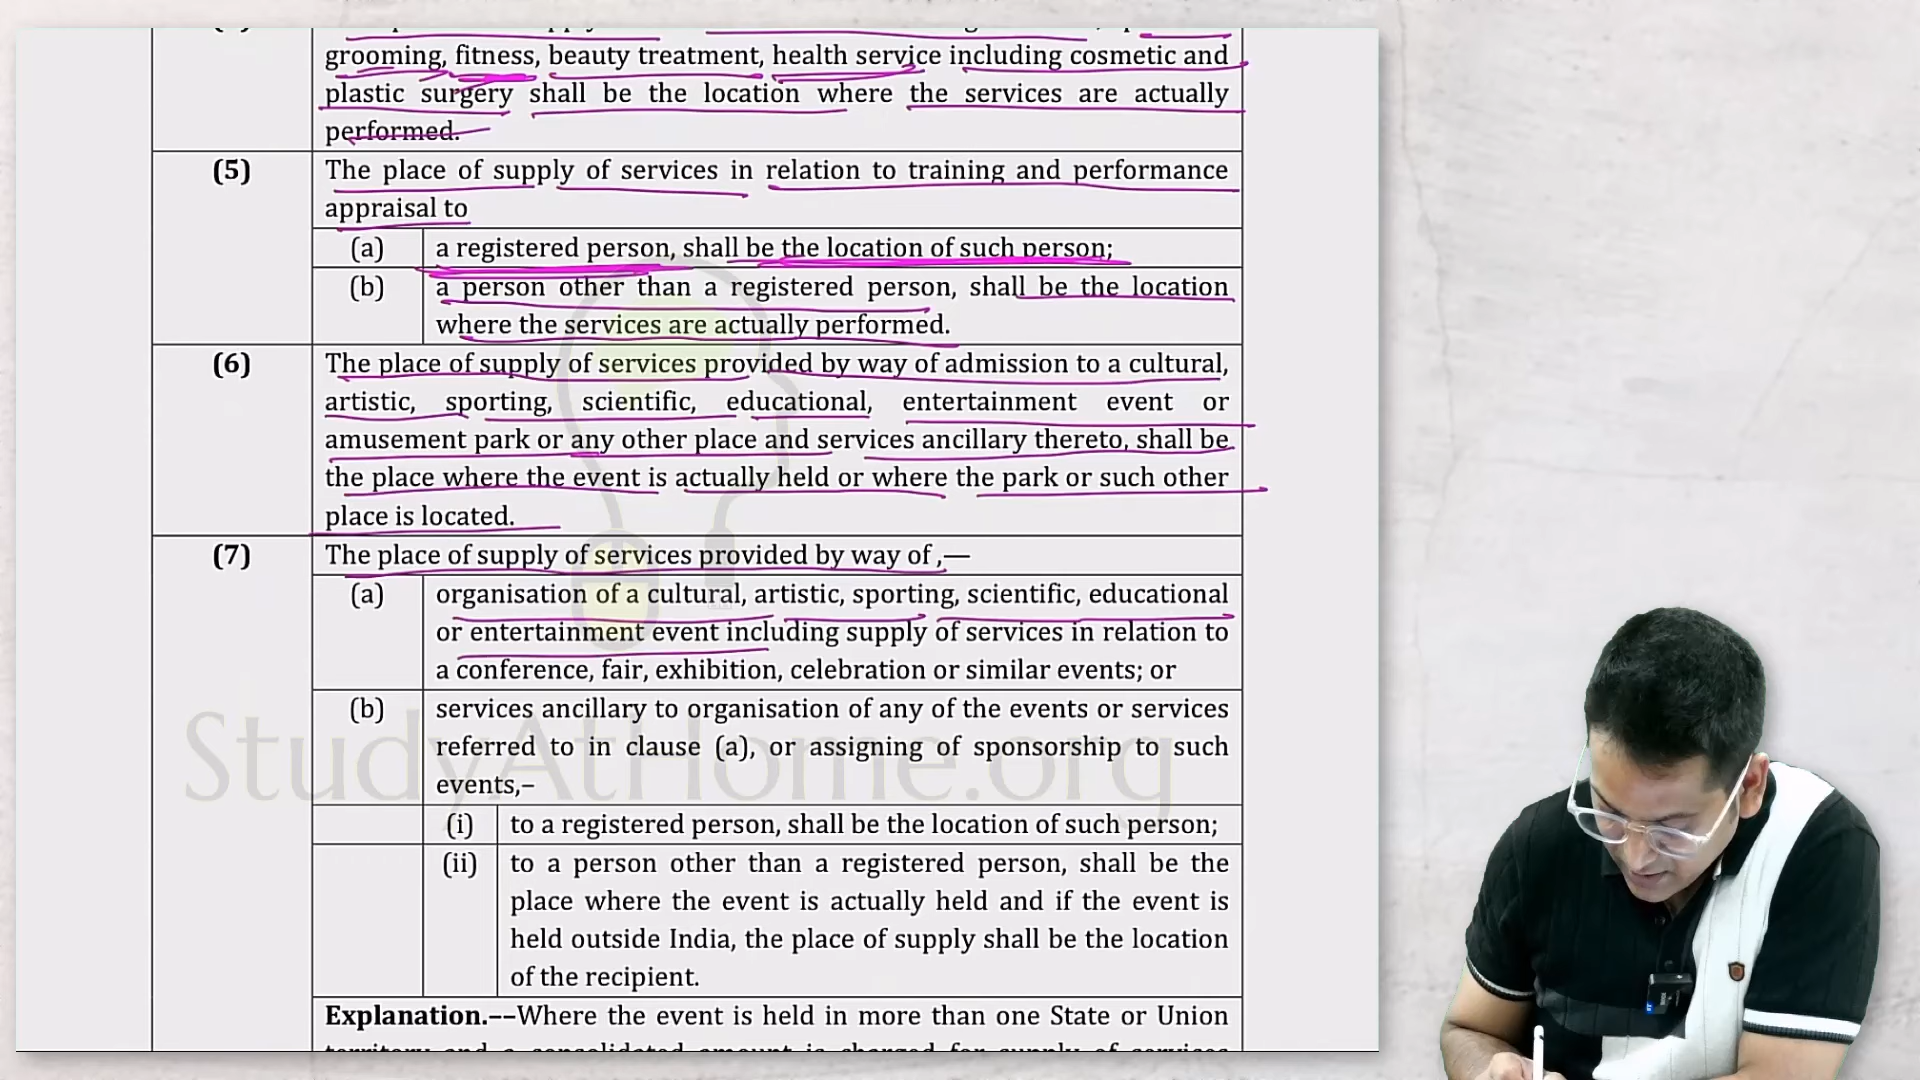 grooming, fitness, beauty treatment, health service including cosmetic and
plastic surgery shall be the location where the services are actually
performed.
(5) The place of supply of services in relation to training and performance
appraisal to
(a) a registered person, shall be the location of such person;
(b) a person other than a registered person, shall be the location
where the services are actually performed.
(6) The place of supply of services provided by way of admission to a cultural,
artistic, sporting, scientific, educational, entertainment event or
amusement park or any other place and services ancillary thereto, shall be
the place where the event is actually held or where the park or such other
place is located.
(7) The place of supply of services provided by way of ,—
(a) organisation of a cultural, artistic, sporting, scientific, educational
or entertainment event including supply of services in relation to
a conference, fair, exhibition, celebration or similar events; or
(b) services ancillary to organisation of any of the events or services
referred to in clause (a), or assigning of sponsorship to such
events,–
(i) to a registered person, shall be the location of such person;
(ii) to a person other than a registered person, shall be the
place where the event is actually held and if the event is
held outside India, the place of supply shall be the location
of the recipient.
Explanation.––Where the event is held in more than one State or Union
territory and a consolidated amount is charged for supply of services
StudyAtHome.org